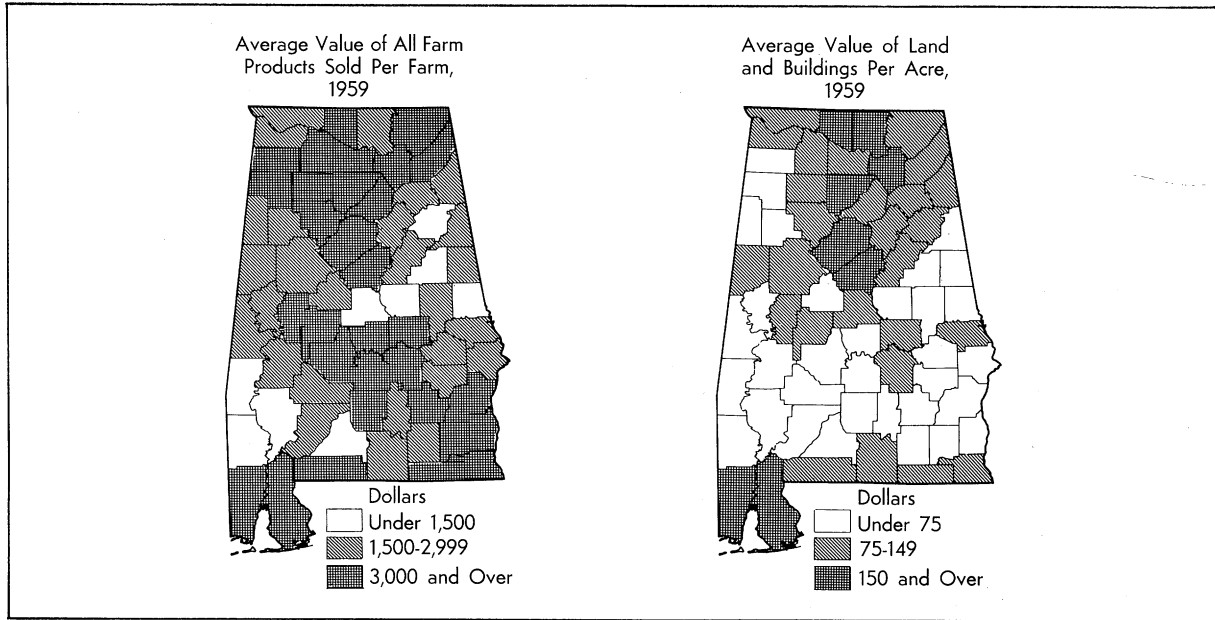 Average Value of All Farm
Products Sold Per Farm,
1959
Dollars
Under 1,500
1,500-2,999
3,000 and Over
Average Value of Land
and Buildings Per Acre,
1959
Dollars
Under 75
75-149
150 and Over